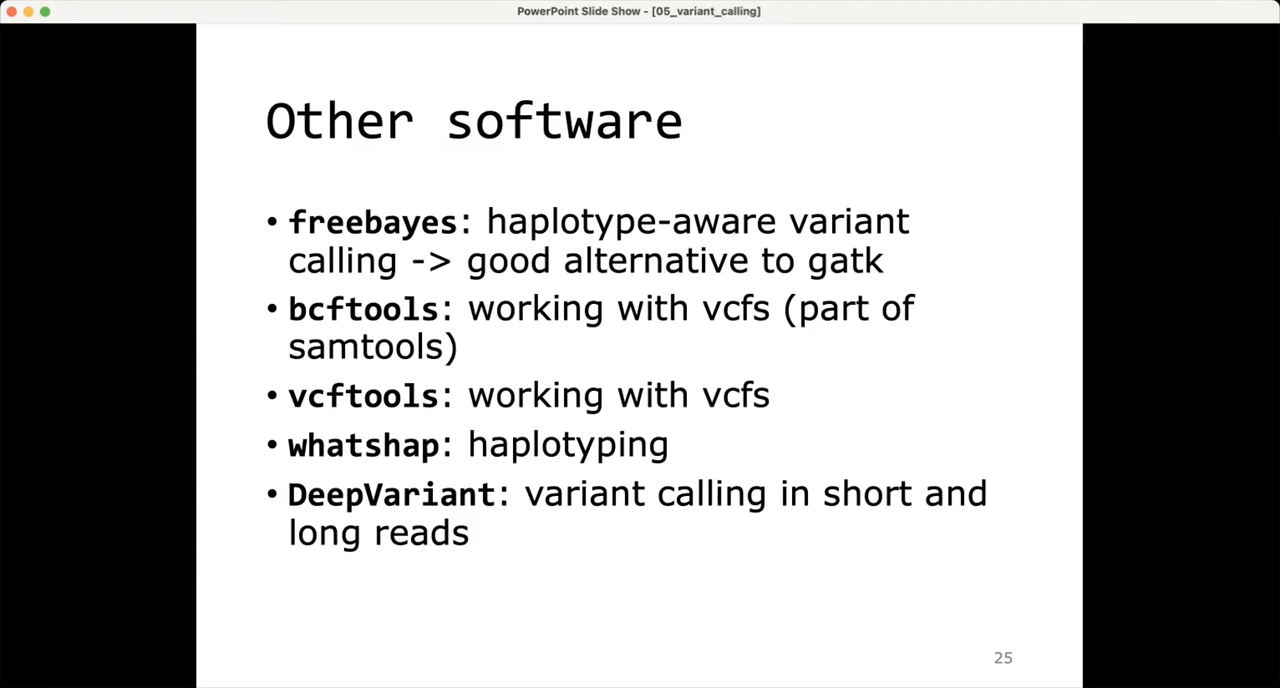 PowerPoint Slide Show - [05_variant_calling]
Other software
• freebayes: haplotype-aware variant
calling -> good alternative to gatk
• bcftools: working with vcfs (part of
samtools)
• vcftools: working with vcfs
• whatshap: haplotyping
• DeepVariant: variant calling in short and
long reads
25